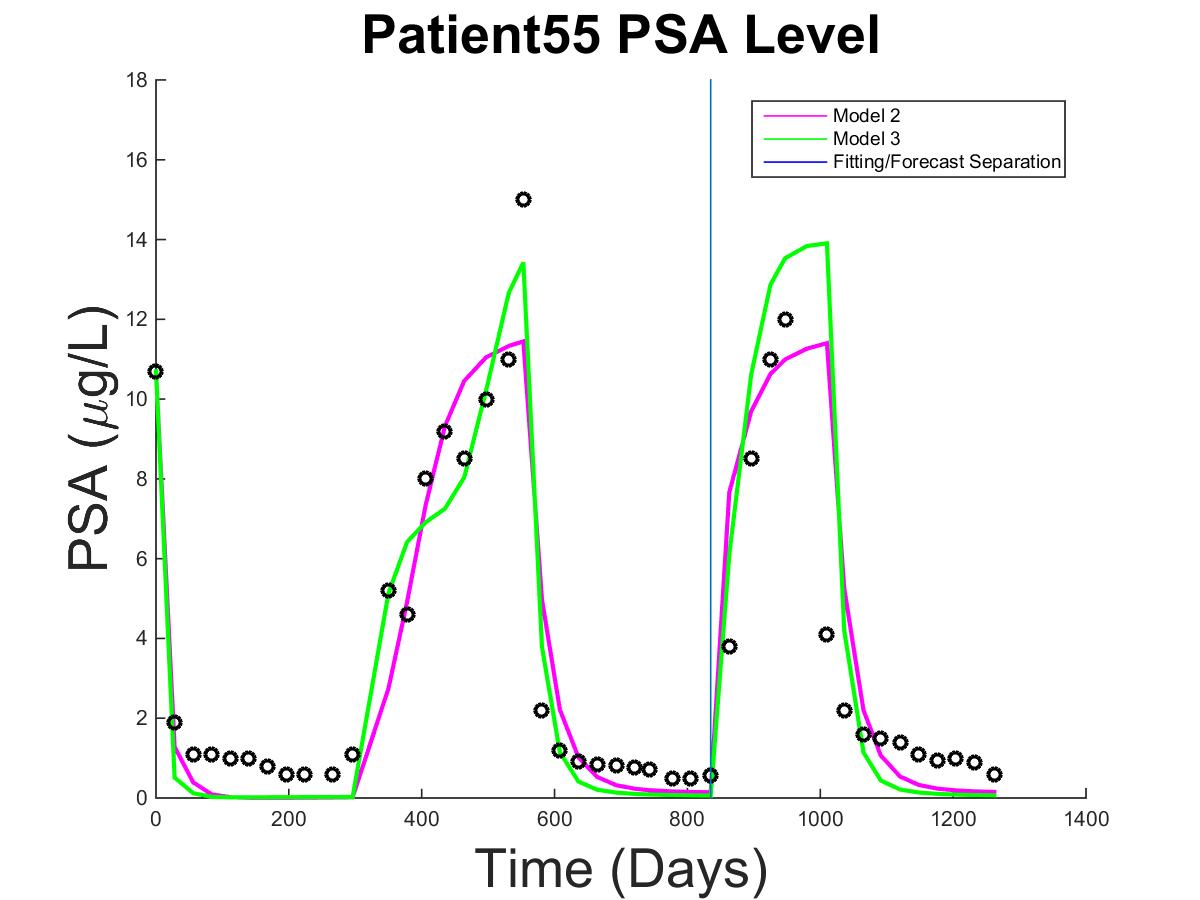 Patient55 PSA Level
PSA (μg/L)
18
16
14
12
10
8
6
4
2
0
Model 2
Model 3
Fitting/Forecast Separation
0 200 400 600 800 1000 1200 1400
Time (Days)